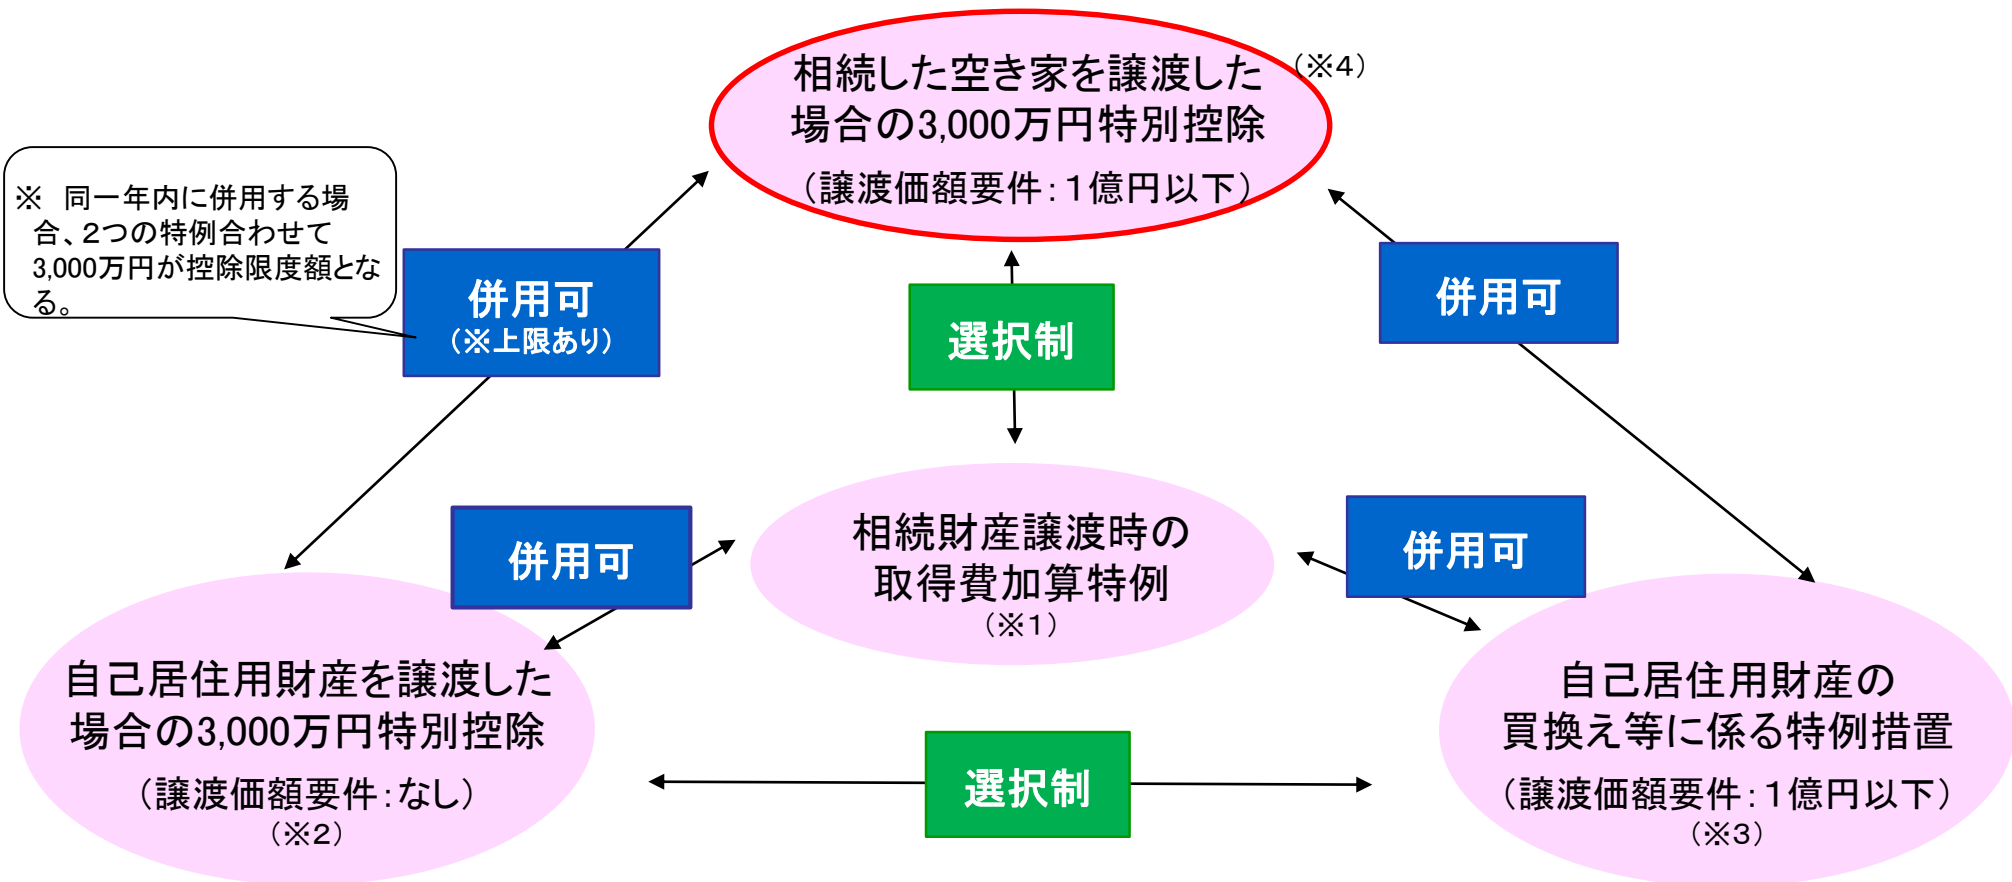 相続した空き家を譲渡した
場合の3,000万円特別控除
（譲渡価額要件：１億円以下）
（※４）
※　同一年内に併用する場
合、２つの特例合わせて
3,000万円が控除限度額とな
る。
併用可
（※上限あり）
選択制
併用可
併用可
相続財産譲渡時の
取得費加算特例
（※１）
併用可
自己居住用財産を譲渡した
場合の3,000万円特別控除
（譲渡価額要件：なし）
（※２）
選択制
自己居住用財産の
買換え等に係る特例措置
（譲渡価額要件：１億円以下）
（※３）